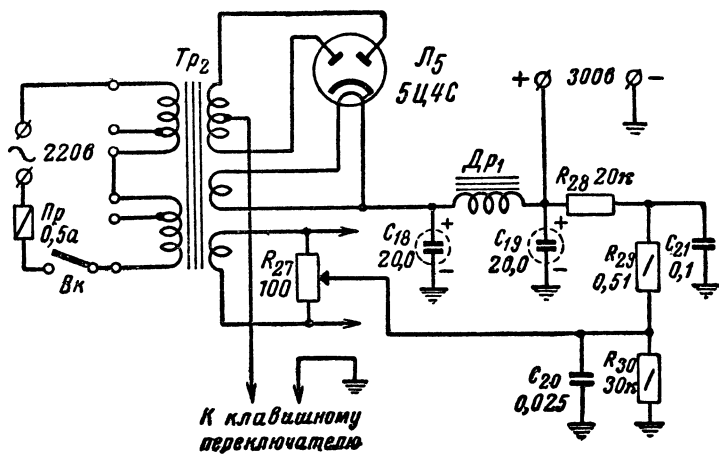 Тр2
Л5
5Ц4С
+ 300в -
~ 220в
Др1
R28 20к
Пр
0,5а
Вк
R27
100
C18
20,0
+
-
C19
20,0
+
-
R29
0,51
C21
0,1
C20
0,025
R30
30к
К клавишному
переключателю